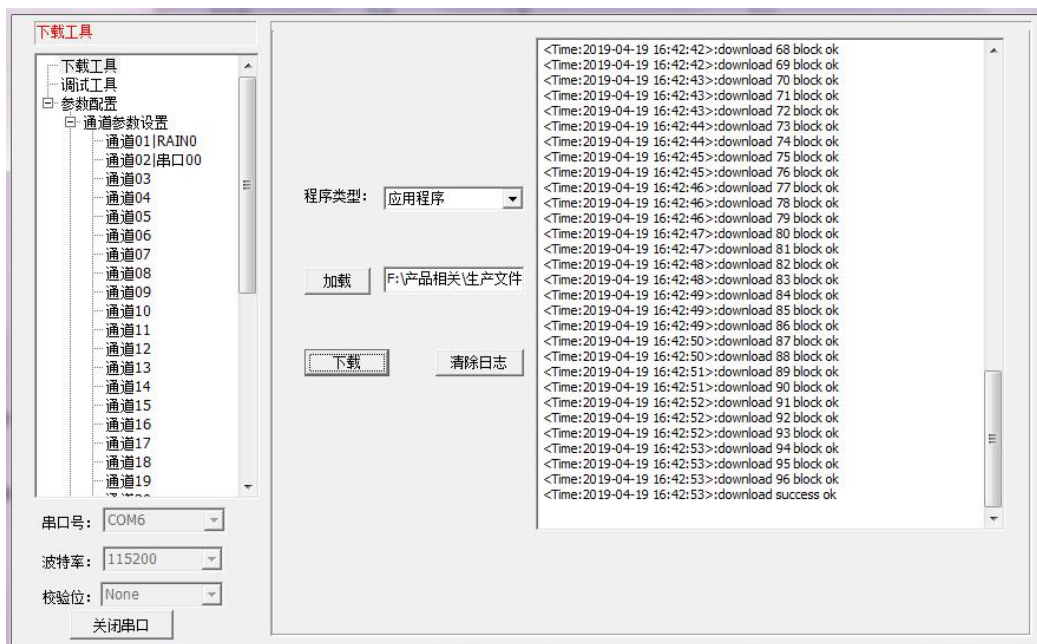 下载工具
下载工具
调试工具
参数配置
通道参数设置
通道01|RAIN0
通道02|串口00
通道03
通道04
通道05
通道06
通道07
通道08
通道09
通道10
通道11
通道12
通道13
通道14
通道15
通道16
通道17
通道18
通道19
串口号： COM6
波特率： 115200
校验位： None
关闭串口
程序类型： 应用程序
加载 F:\产品相关\生产文件
下载 清除日志
<Time:2019-04-19 16:42:42>:download 68 block ok
<Time:2019-04-19 16:42:42>:download 69 block ok
<Time:2019-04-19 16:42:43>:download 70 block ok
<Time:2019-04-19 16:42:43>:download 71 block ok
<Time:2019-04-19 16:42:43>:download 72 block ok
<Time:2019-04-19 16:42:44>:download 73 block ok
<Time:2019-04-19 16:42:44>:download 74 block ok
<Time:2019-04-19 16:42:45>:download 75 block ok
<Time:2019-04-19 16:42:45>:download 76 block ok
<Time:2019-04-19 16:42:46>:download 77 block ok
<Time:2019-04-19 16:42:46>:download 78 block ok
<Time:2019-04-19 16:42:46>:download 79 block ok
<Time:2019-04-19 16:42:47>:download 80 block ok
<Time:2019-04-19 16:42:47>:download 81 block ok
<Time:2019-04-19 16:42:48>:download 82 block ok
<Time:2019-04-19 16:42:48>:download 83 block ok
<Time:2019-04-19 16:42:49>:download 84 block ok
<Time:2019-04-19 16:42:49>:download 85 block ok
<Time:2019-04-19 16:42:49>:download 86 block ok
<Time:2019-04-19 16:42:50>:download 87 block ok
<Time:2019-04-19 16:42:50>:download 88 block ok
<Time:2019-04-19 16:42:51>:download 89 block ok
<Time:2019-04-19 16:42:51>:download 90 block ok
<Time:2019-04-19 16:42:52>:download 91 block ok
<Time:2019-04-19 16:42:52>:download 92 block ok
<Time:2019-04-19 16:42:52>:download 93 block ok
<Time:2019-04-19 16:42:53>:download 94 block ok
<Time:2019-04-19 16:42:53>:download 95 block ok
<Time:2019-04-19 16:42:53>:download 96 block ok
<Time:2019-04-19 16:42:53>:download success ok